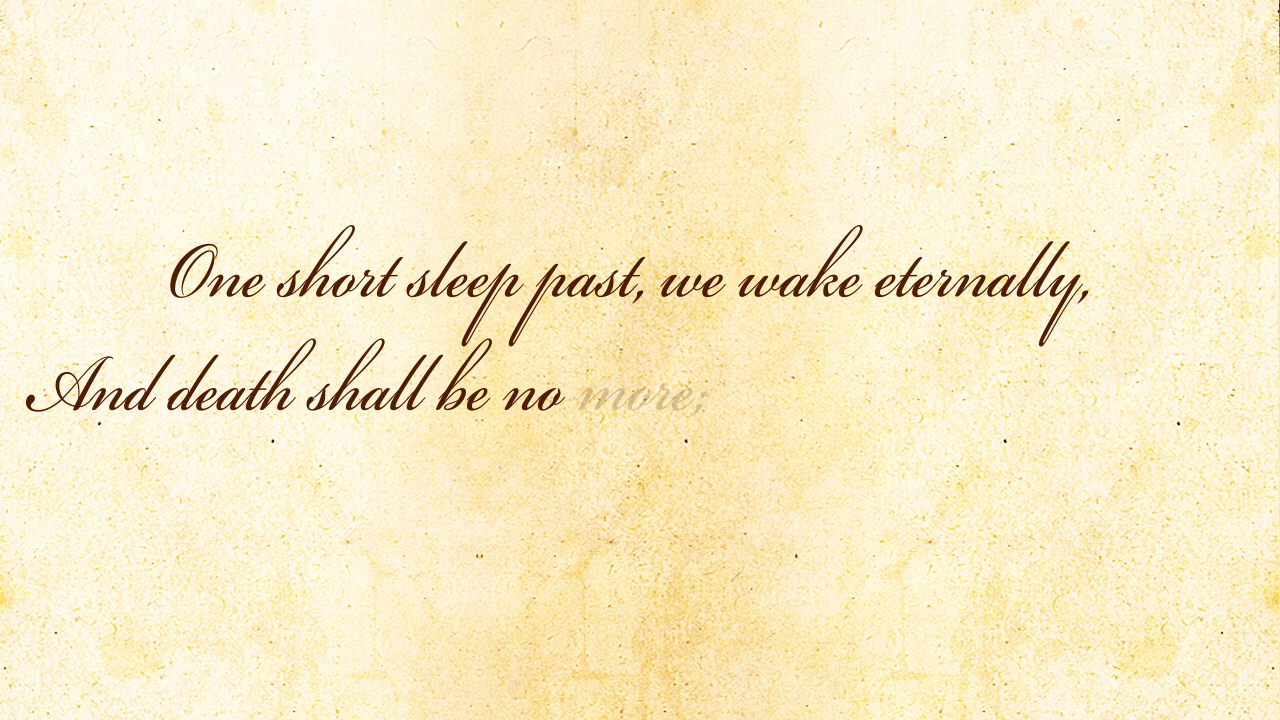 One short sleep past, we wake eternally,
And death shall be no more;